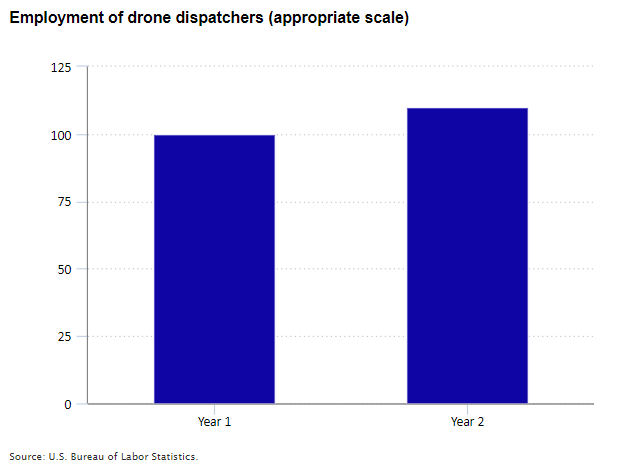 Employment of drone dispatchers (appropriate scale)
125
100
75
50
25
0
Year 1 Year 2
Source: U.S. Bureau of Labor Statistics.